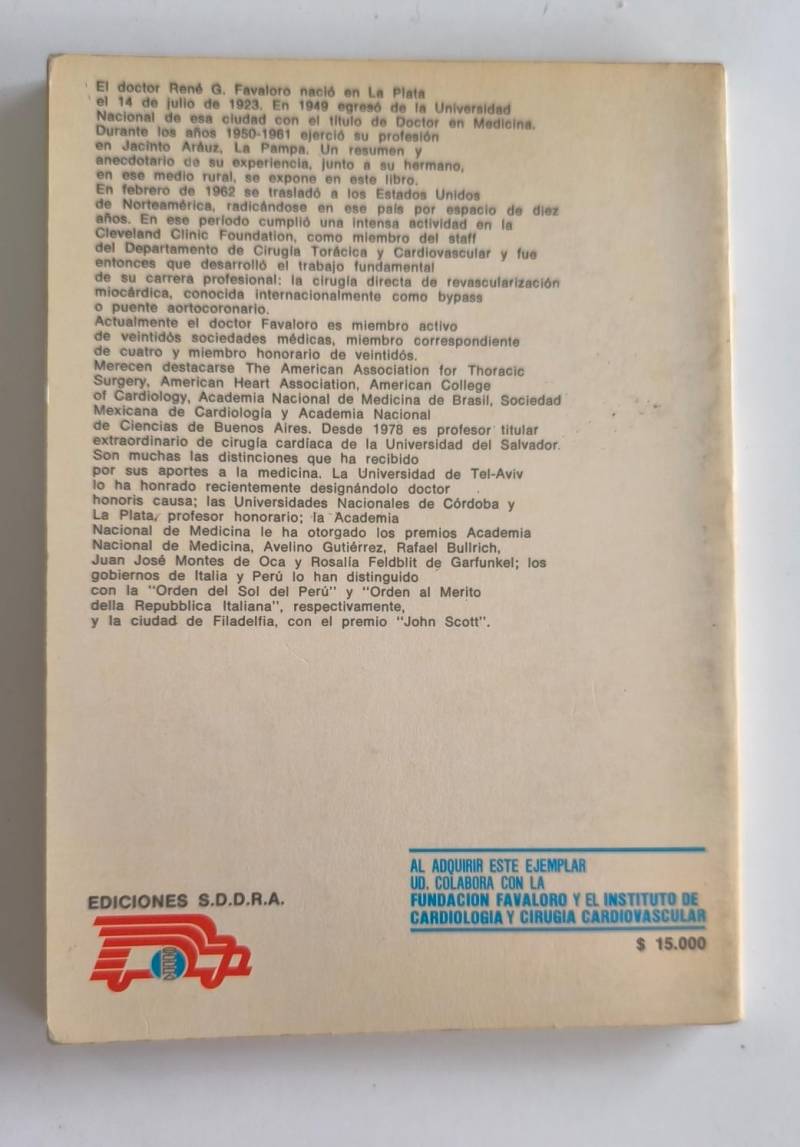 El doctor René G. Favaloro nació en La Plata
el 14 de julio de 1923. En 1949 egresó de la Universidad
Nacional de esa ciudad con el título de Doctor en Medicina.
Durante los años 1950-1961 ejerció su profesión
en Jacinto Aráuz, La Pampa. Un resumen y
anecdotario de su experiencia, junto a su hermano,
en ese medio rural, se expone en este libro.
En febrero de 1962 se trasladó a los Estados Unidos
de Norteamérica, radicándose en ese país por espacio de diez
años. En ese período cumplió una intensa actividad en la
Cleveland Clinic Foundation, como miembro del staff
del Departamento de Cirugía Torácica y Cardiovascular y fue
entonces que desarrolló el trabajo fundamental
de su carrera profesional: la cirugía directa de revascularización
miocárdica, conocida internacionalmente como bypass
o puente aortocoronario.
Actualmente el doctor Favaloro es miembro activo
de veintidós sociedades médicas, miembro correspondiente
de cuatro y miembro honorario de veintidós.
Merecen destacarse The American Association for Thoracic
Surgery, American Heart Association, American College
of Cardiology, Academia Nacional de Medicina de Brasil, Sociedad
Mexicana de Cardiología y Academia Nacional
de Ciencias de Buenos Aires. Desde 1978 es profesor titular
extraordinario de cirugía cardíaca de la Universidad del Salvador.
Son muchas las distinciones que ha recibido
por sus aportes a la medicina. La Universidad de Tel-Aviv
lo ha honrado recientemente designándolo doctor
honoris causa; las Universidades Nacionales de Córdoba y
La Plata, profesor honorario; la Academia
Nacional de Medicina le ha otorgado los premios Academia
Nacional de Medicina, Avelino Gutiérrez, Rafael Bullrich,
Juan José Montes de Oca y Rosalía Feldblit de Garfunkel; los
gobiernos de Italia y Perú lo han distinguido
con la "Orden del Sol del Perú" y "Orden al Merito
della Repubblica Italiana", respectivamente,
y la ciudad de Filadelfia, con el premio "John Scott".
AL ADQUIRIR ESTE EJEMPLAR
UD. COLABORA CON LA
FUNDACION FAVALORO Y EL INSTITUTO DE
CARDIOLOGIA Y CIRUGIA CARDIOVASCULAR
$ 15.000
EDICIONES S.D.D.R.A.